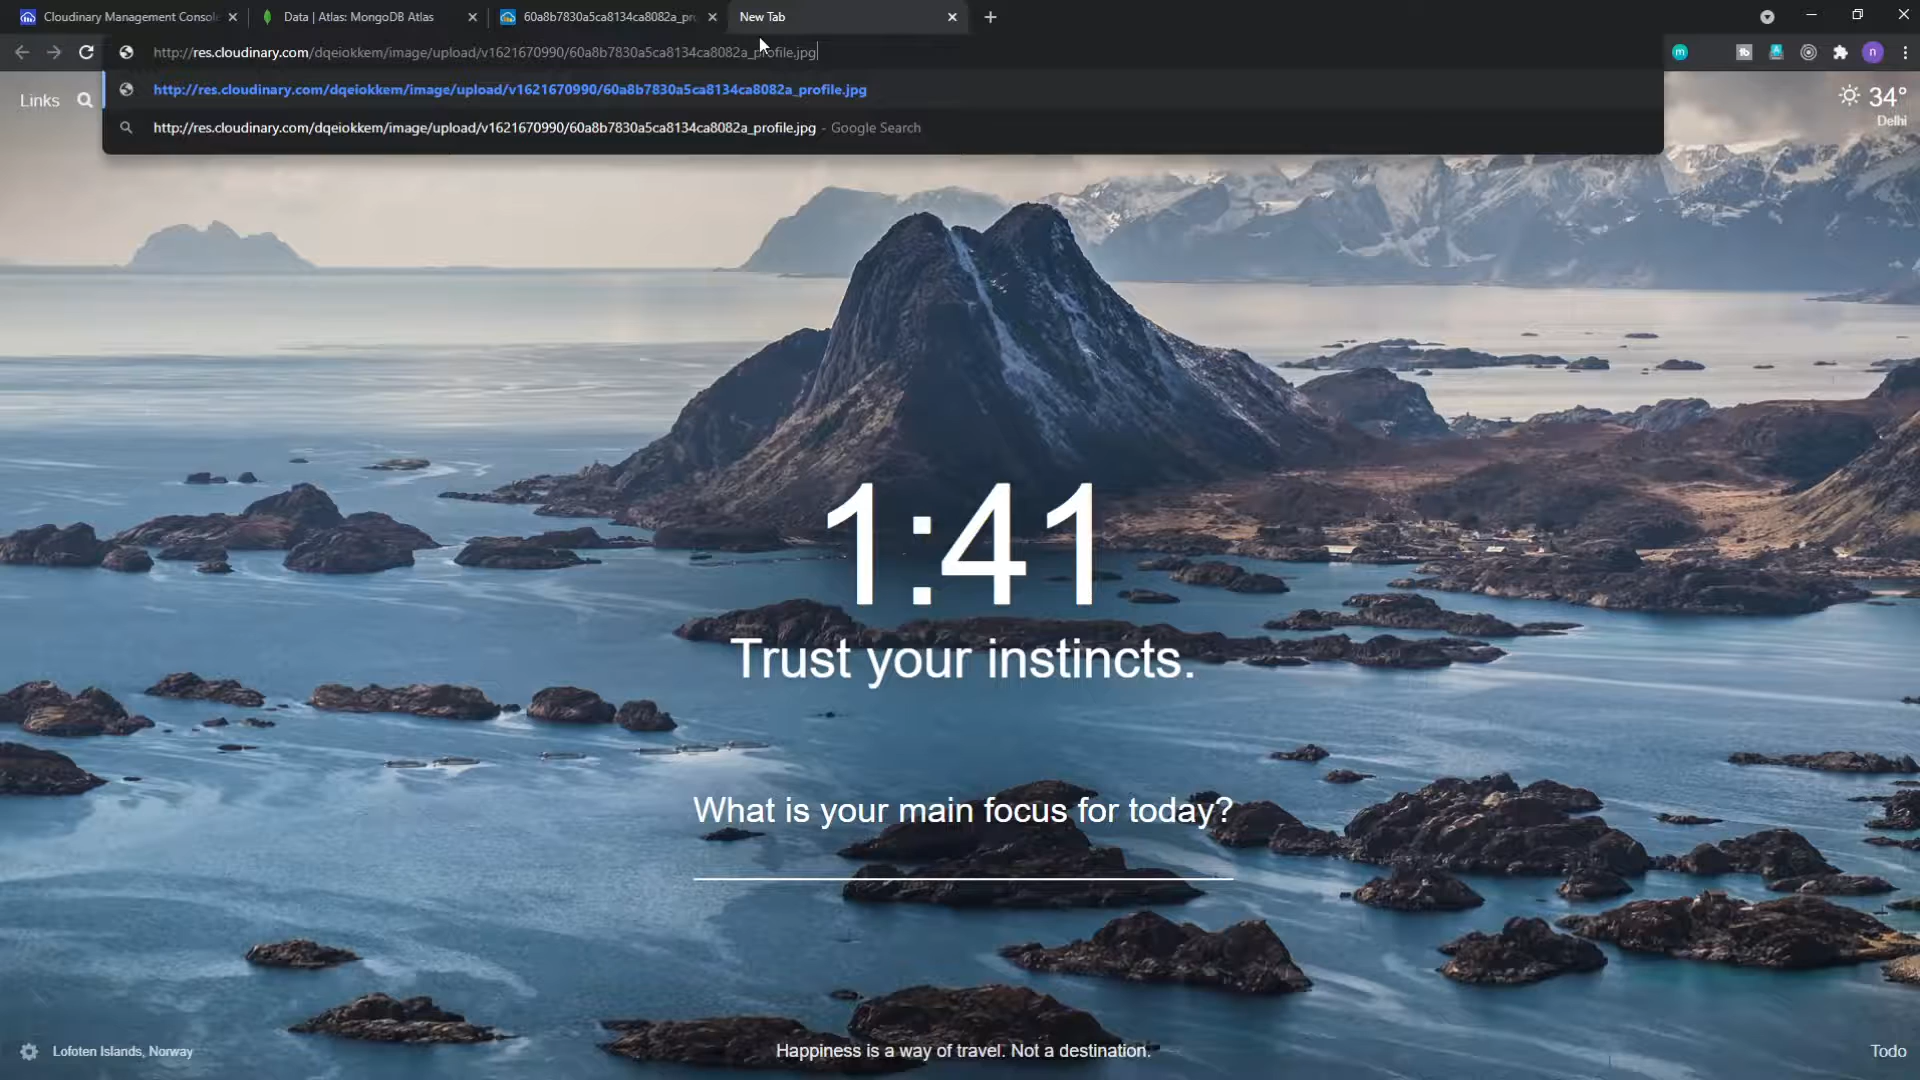 Cloudinary Management Console
Data | Atlas: MongoDB Atlas
60a8b7830a5ca8134ca8082a_pro
New Tab
http://res.cloudinary.com/dqeiokkem/image/upload/v1621670990/60a8b7830a5ca8134ca8082a_profile.jpg
n
http://res.cloudinary.com/dqeiokkem/image/upload/v1621670990/60a8b7830a5ca8134ca8082a_profile.jpg
http://res.cloudinary.com/dqeiokkem/image/upload/v1621670990/60a8b7830a5ca8134ca8082a_profile.jpg - Google Search
Links
34°
Delhi
1:41
Trust your instincts.
What is your main focus for today?
Lofoten Islands, Norway
Happiness is a way of travel. Not a destination.
Todo